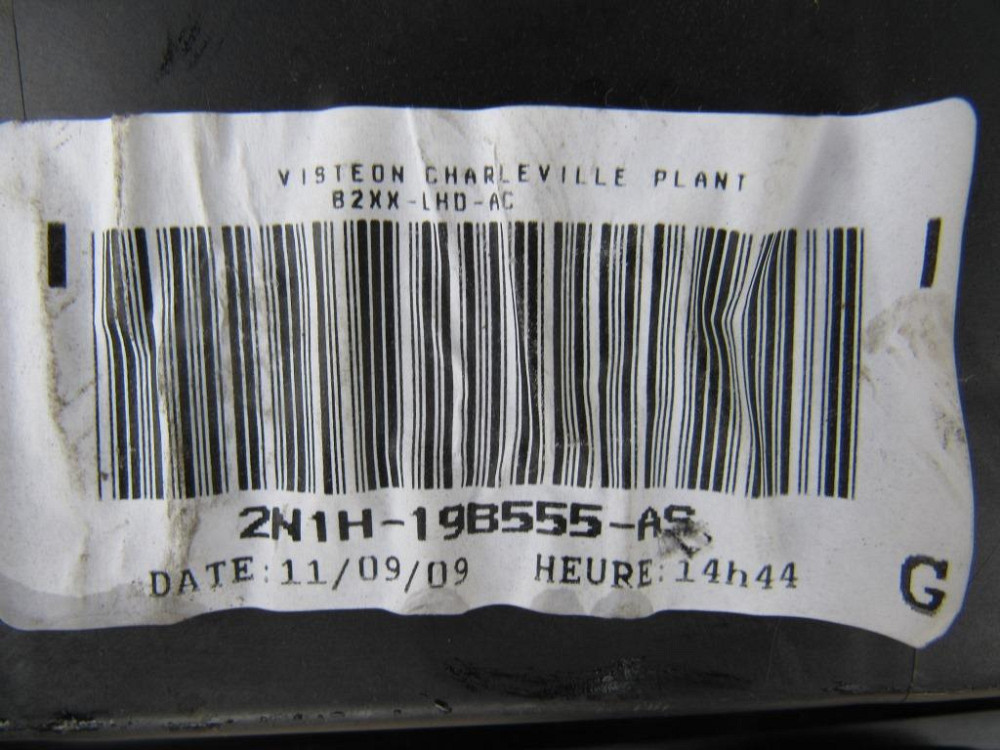 VISTEON CHARLEVILLE PLANT
B2XX-LHD-AC
2N1H-19B555-AS
DATE:11/09/09 HEURE:14h44
G